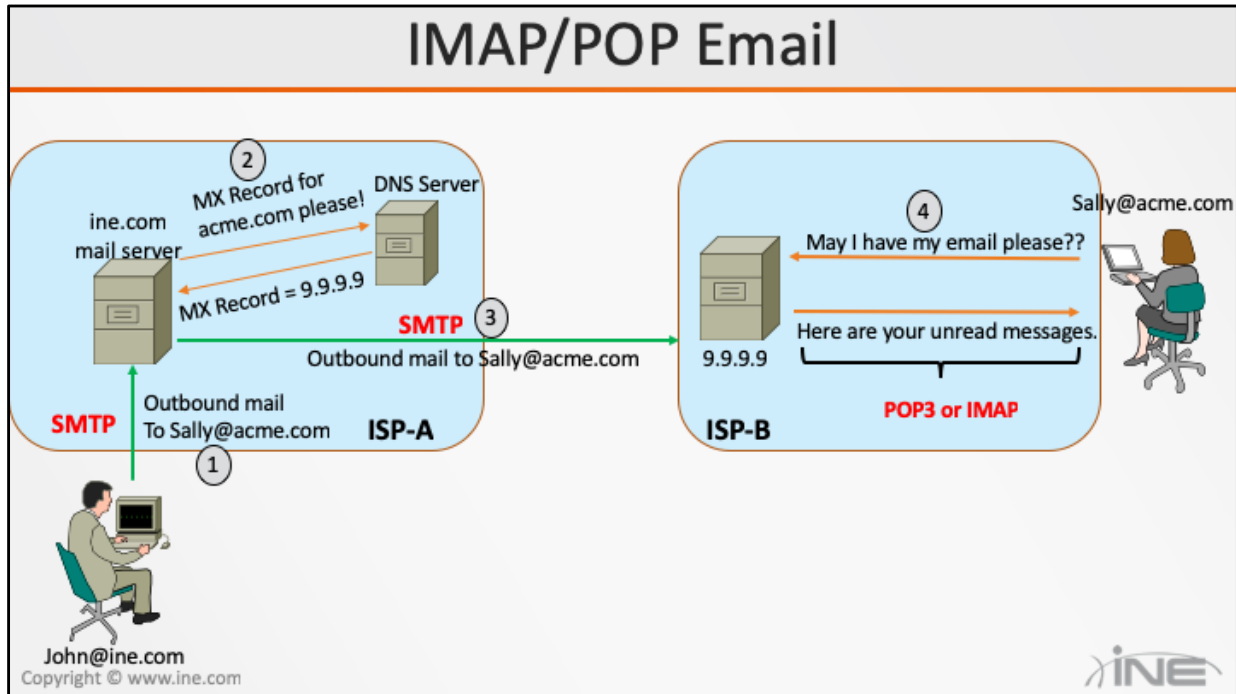 IMAP/POP Email
2
MX Record for
acme.com please!
DNS Server
ine.com
mail server
MX Record = 9.9.9.9
SMTP
3
Outbound mail to Sally@acme.com
SMTP
Outbound mail
To Sally@acme.com
1
ISP-A
John@ine.com
4
Sally@acme.com
May I have my email please??
Here are your unread messages.
9.9.9.9
POP3 or IMAP
ISP-B
Copyright © www.ine.com
iNE